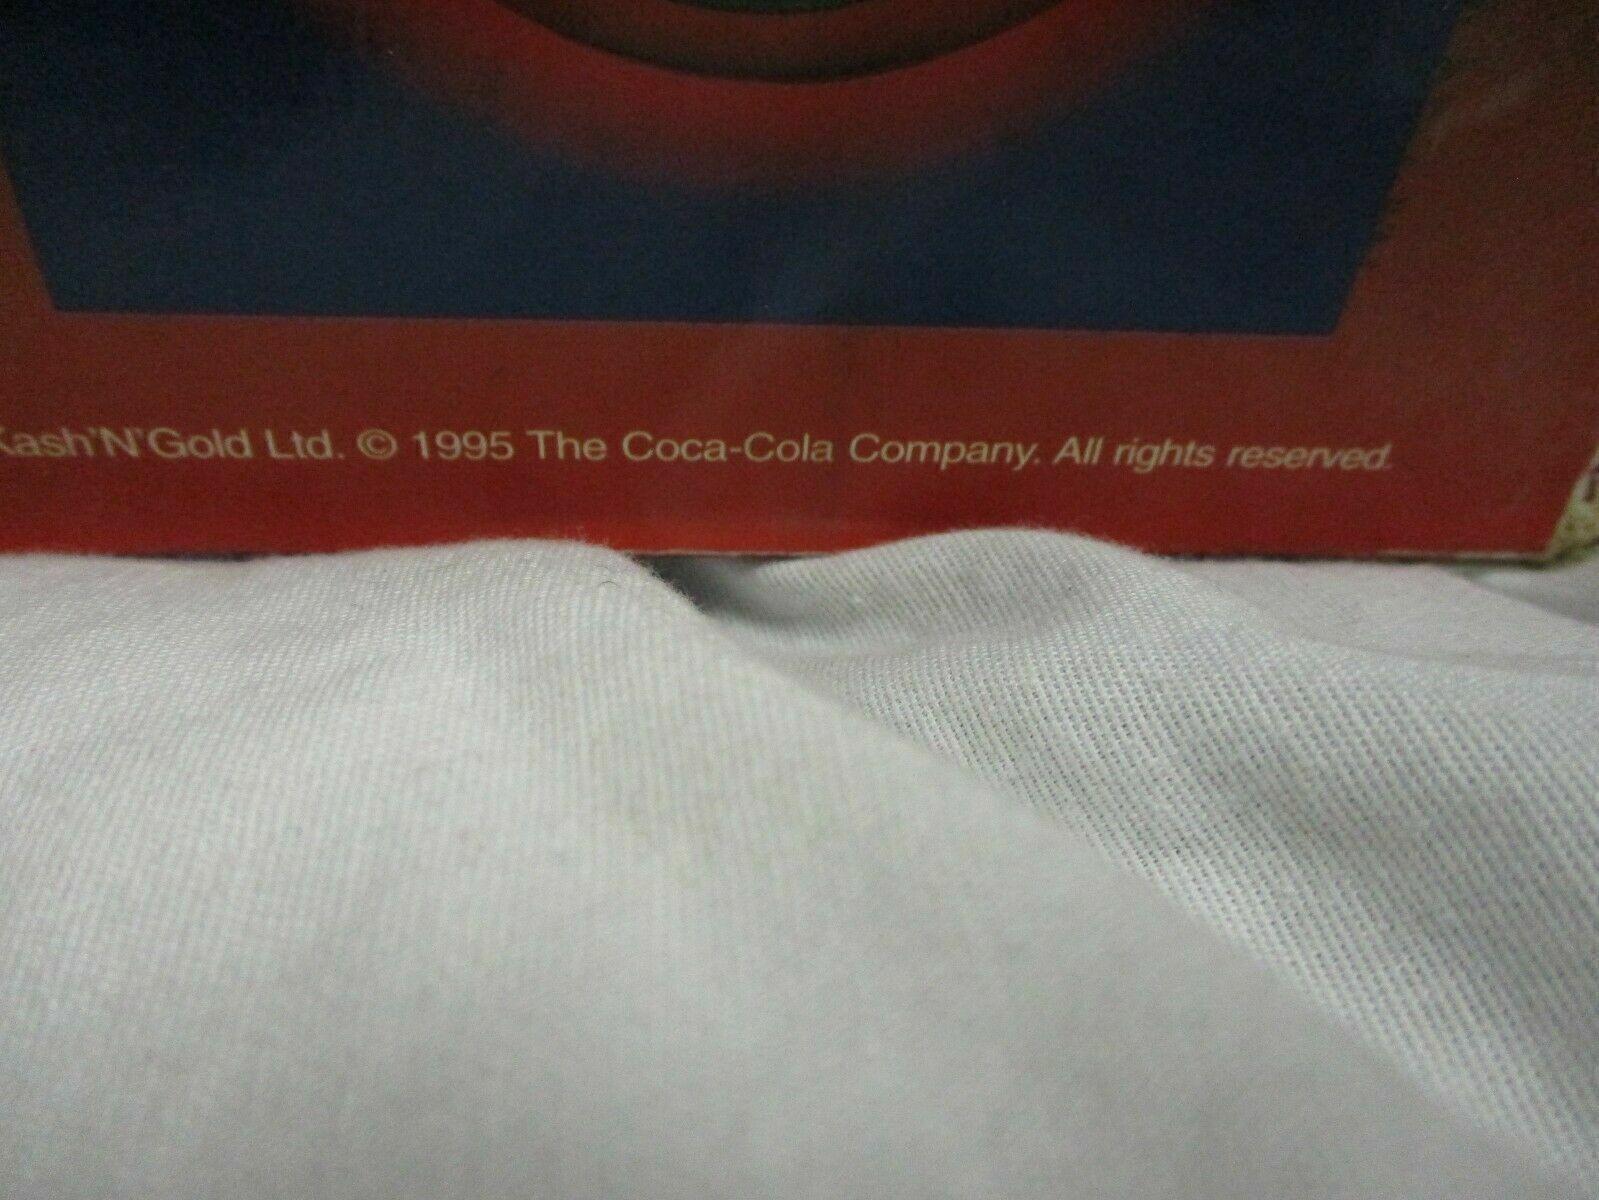 Kash'N'Gold Ltd. © 1995 The Coca-Cola Company. All rights reserved.